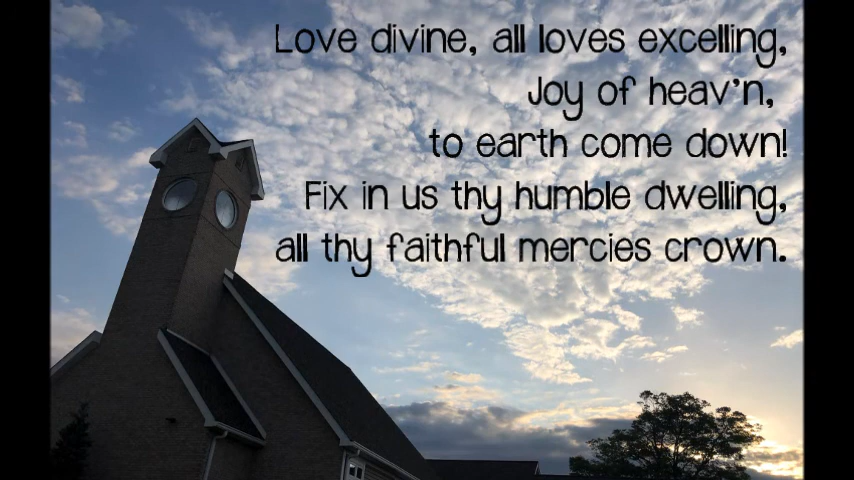 Love divine, all loves excelling,
Joy of heav'n,
to earth come down!
Fix in us thy humble dwelling,
all thy faithful mercies crown.